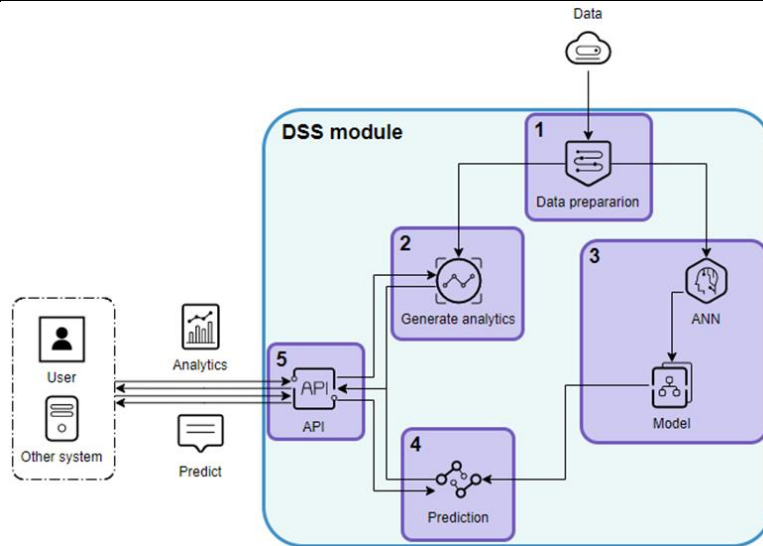 Data
DSS module
1
Data prepararion
2
Generate analytics
3
ANN
Model
User
Other system
Analytics
Predict
5
API
API
4
Prediction